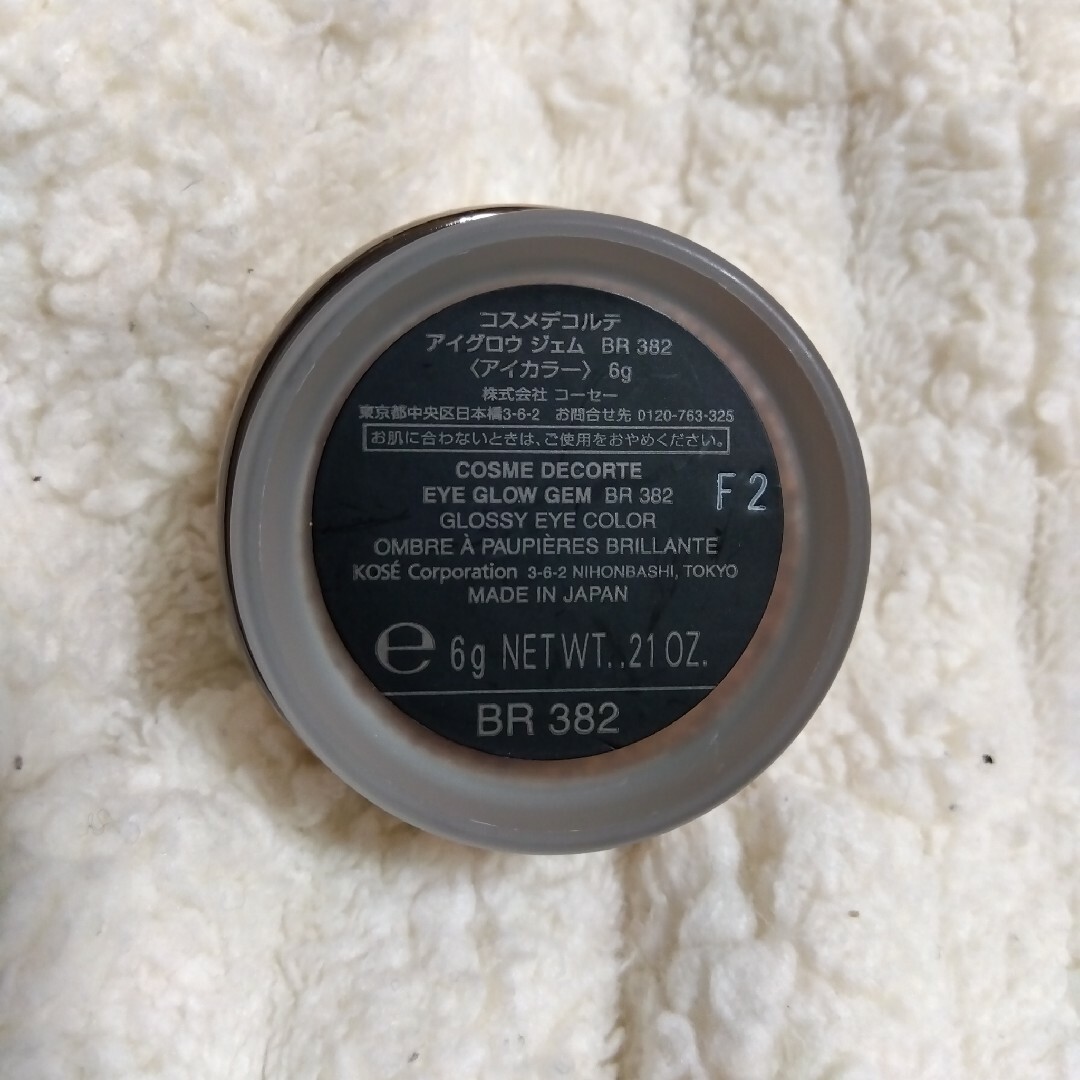 コスメデコルテ
アイグロウ ジェム BR 382
〈アイカラー〉 6g
株式会社 コーセー
東京都中央区日本橋3-6-2 お問合せ先 0120-763-325
お肌に合わないときは、ご使用をおやめください。
COSME DECORTE
EYE GLOW GEM BR 382
F2
GLOSSY EYE COLOR
OMBRE À PAUPIÈRES BRILLANTE
KOSÉ Corporation 3-6-2 NIHONBASHI, TOKYO
MADE IN JAPAN
e 6g NET WT. .21 OZ.
BR 382